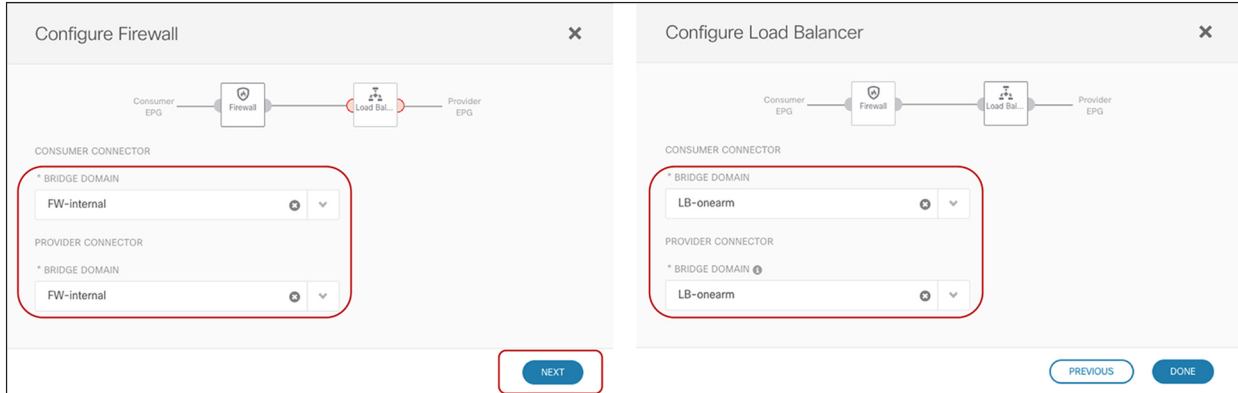 Configure Firewall
Consumer
EPG
Firewall
Load Bal...
Provider
EPG
CONSUMER CONNECTOR
* BRIDGE DOMAIN
FW-internal
PROVIDER CONNECTOR
* BRIDGE DOMAIN
FW-internal
NEXT
Configure Load Balancer
Consumer
EPG
Firewall
Load Bal...
Provider
EPG
CONSUMER CONNECTOR
* BRIDGE DOMAIN
LB-onearm
PROVIDER CONNECTOR
* BRIDGE DOMAIN
LB-onearm
PREVIOUS
DONE